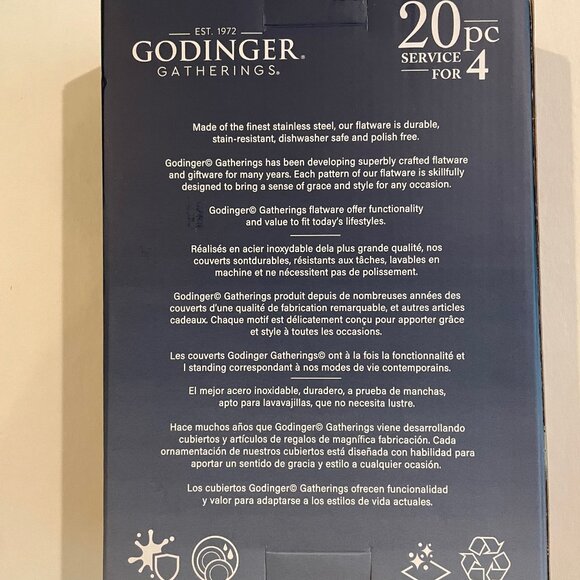 EST. 1972
GODINGER®
GATHERINGS®
20pc
SERVICE
FOR 4
Made of the finest stainless steel, our flatware is durable,
stain-resistant, dishwasher safe and polish free.
Godinger© Gatherings has been developing superbly crafted flatware
and giftware for many years. Each pattern of our flatware is skillfully
designed to bring a sense of grace and style for any occasion.
Godinger© Gatherings flatware offer functionality
and value to fit today's lifestyles.
Réalisés en acier inoxydable dela plus grande qualité, nos
couverts sontdurables, résistants aux tâches, lavables en
machine et ne nécessitent pas de polissement.
Godinger© Gatherings produit depuis de nombreuses années des
couverts d'une qualité de fabrication remarquable, et autres articles
cadeaux. Chaque motif est délicatement conçu pour apporter grâce
et style à toutes les occasions.
Les couverts Godinger Gatherings© ont à la fois la fonctionnalité et
l standing correspondant à nos modes de vie contemporains.
El mejor acero inoxidable, duradero, a prueba de manchas,
apto para lavavajillas, que no necesita lustre.
Hace muchos años que Godinger© Gatherings viene desarrollando
cubiertos y artículos de regalos de magnífica fabricación. Cada
ornamentación de nuestros cubiertos está diseñada con habilidad para
aportar un sentido de gracia y estilo a cualquier ocasión.
Los cubiertos Godinger© Gatherings ofrecen funcionalidad
y valor para adaptarse a los estilos de vida actuales.